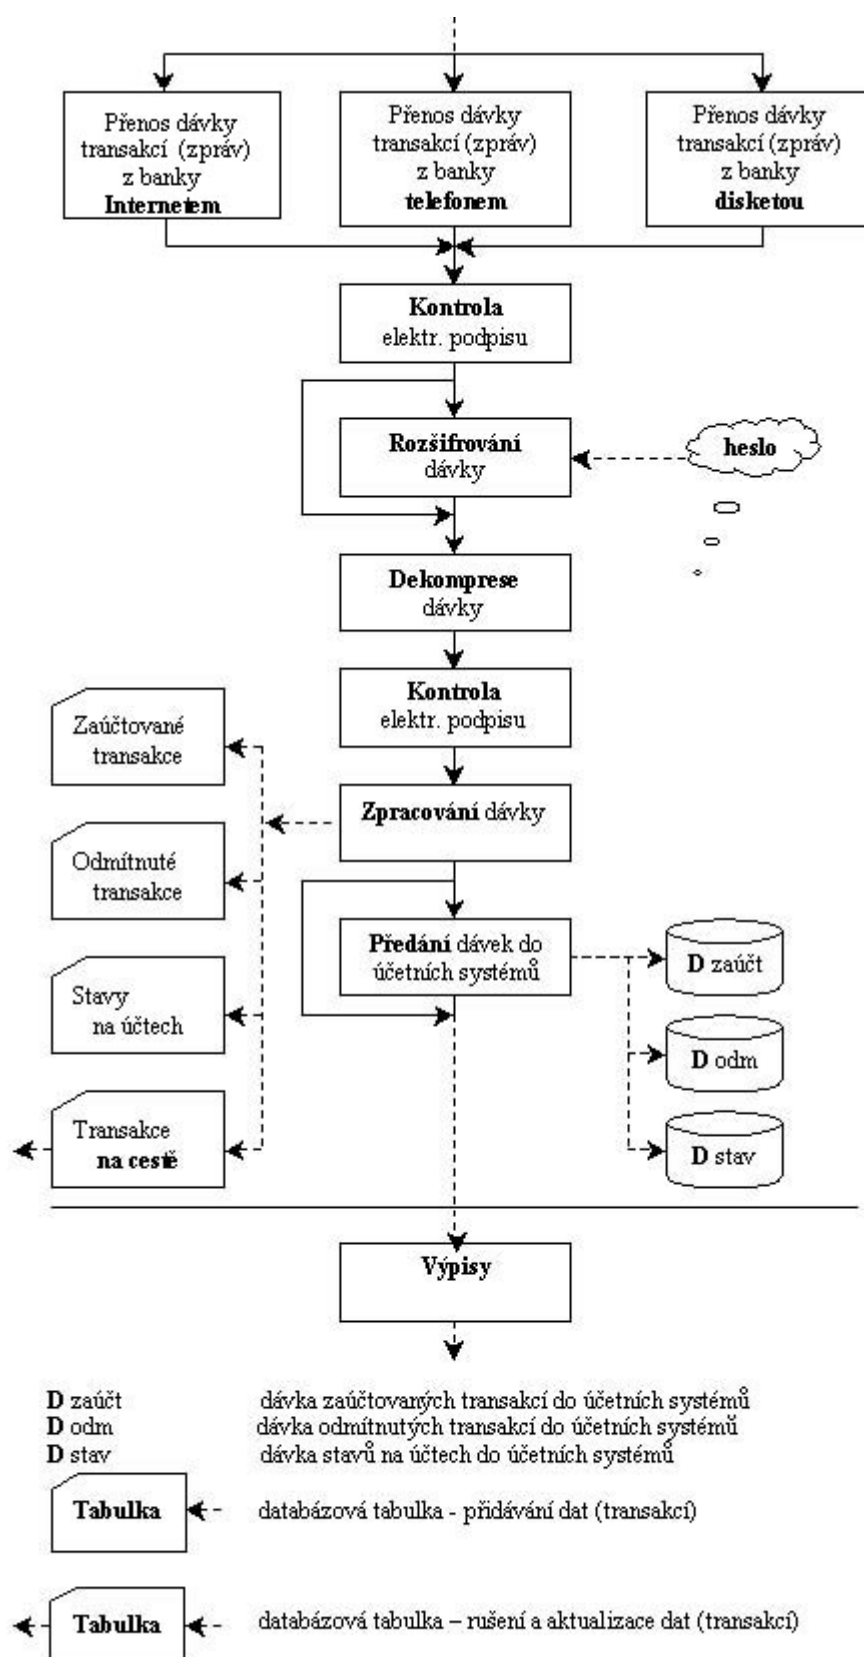 Přenos dávky
transakcí (zpráv)
z banky
Internetem
Přenos dávky
transakcí (zpráv)
z banky
telefonem
Přenos dávky
transakcí (zpráv)
z banky
disketou
Kontrola
elektr. podpisu
Rozšifrování
dávky
heslo
Dekomprese
dávky
Kontrola
elektr. podpisu
Zaúčtované
transakce
Zpracování dávky
Odmítnuté
transakce
Předání dávek do
účetních systémů
D zaúčt
Stavy
na účtech
D odm
Transakce
na cestě
D stav
Výpisy
D zaúčt dávka zaúčtovaných transakcí do účetních systémů
D odm dávka odmítnutých transakcí do účetních systémů
D stav dávka stavů na účtech do účetních systémů
Tabulka databázová tabulka - přidávání dat (transakcí)
Tabulka databázová tabulka – rušení a aktualizace dat (transakcí)